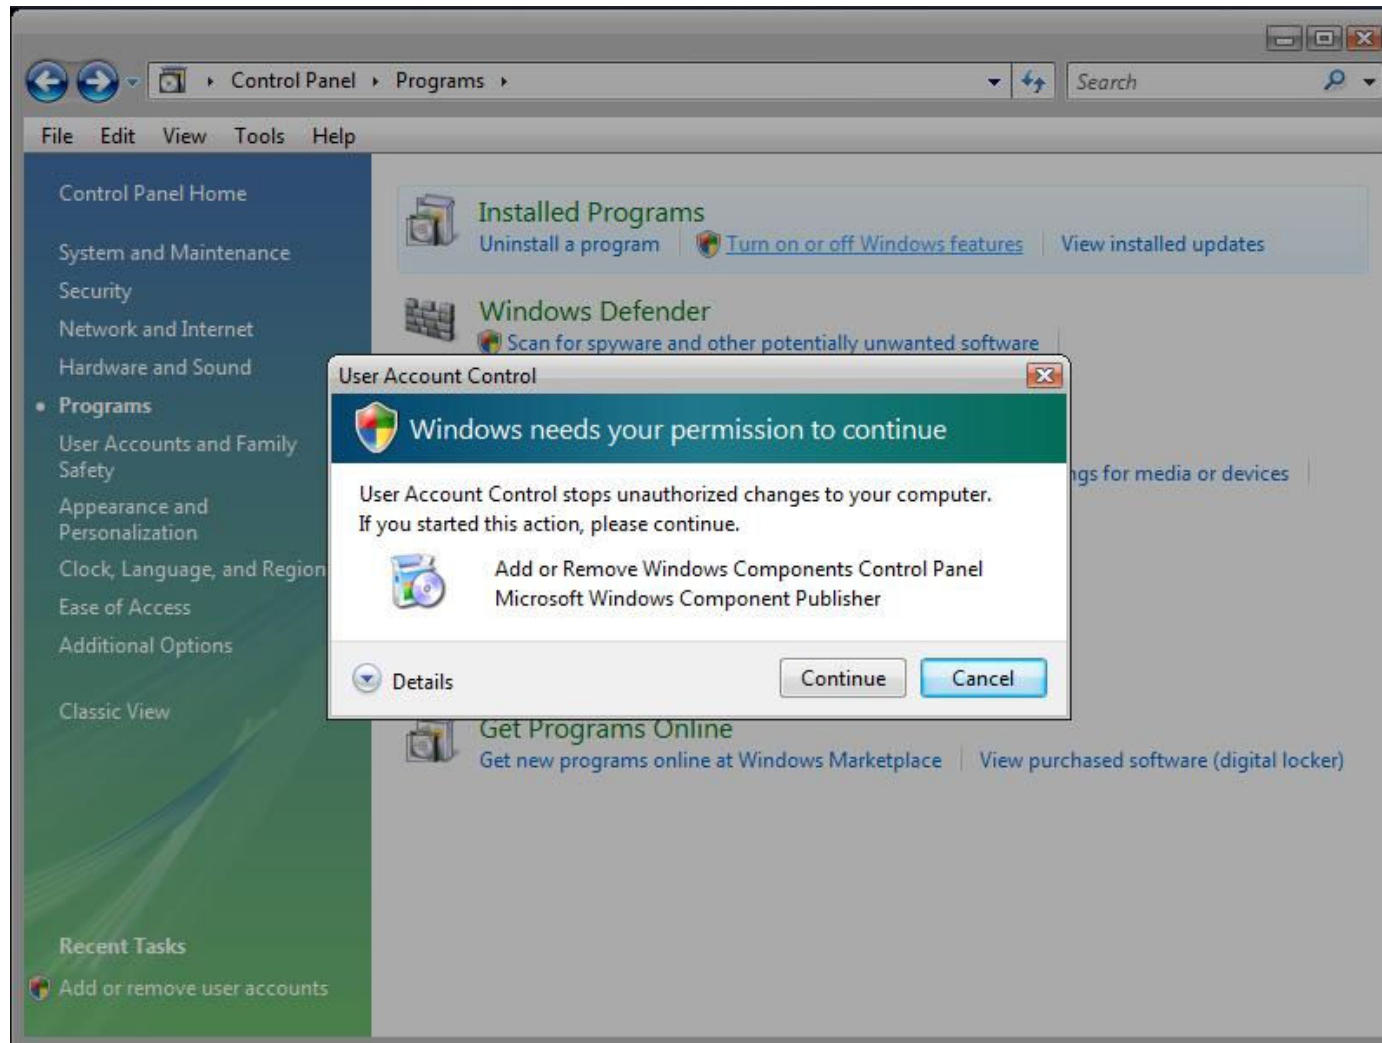 Control Panel Programs
Search
File Edit View Tools Help
Control Panel Home
System and Maintenance
Security
Network and Internet
Hardware and Sound
Programs
User Accounts and Family
Safety
Appearance and
Personalization
Clock, Language, and Region
Ease of Access
Additional Options
Classic View
Recent Tasks
Add or remove user accounts
Installed Programs
Uninstall a program Turn on or off Windows features View installed updates
Windows Defender
Scan for spyware and other potentially unwanted software
ngs for media or devices
Get Programs Online
Get new programs online at Windows Marketplace View purchased software (digital locker)
User Account Control
Windows needs your permission to continue
User Account Control stops unauthorized changes to your computer.
If you started this action, please continue.
Add or Remove Windows Components Control Panel
Microsoft Windows Component Publisher
Details Continue Cancel